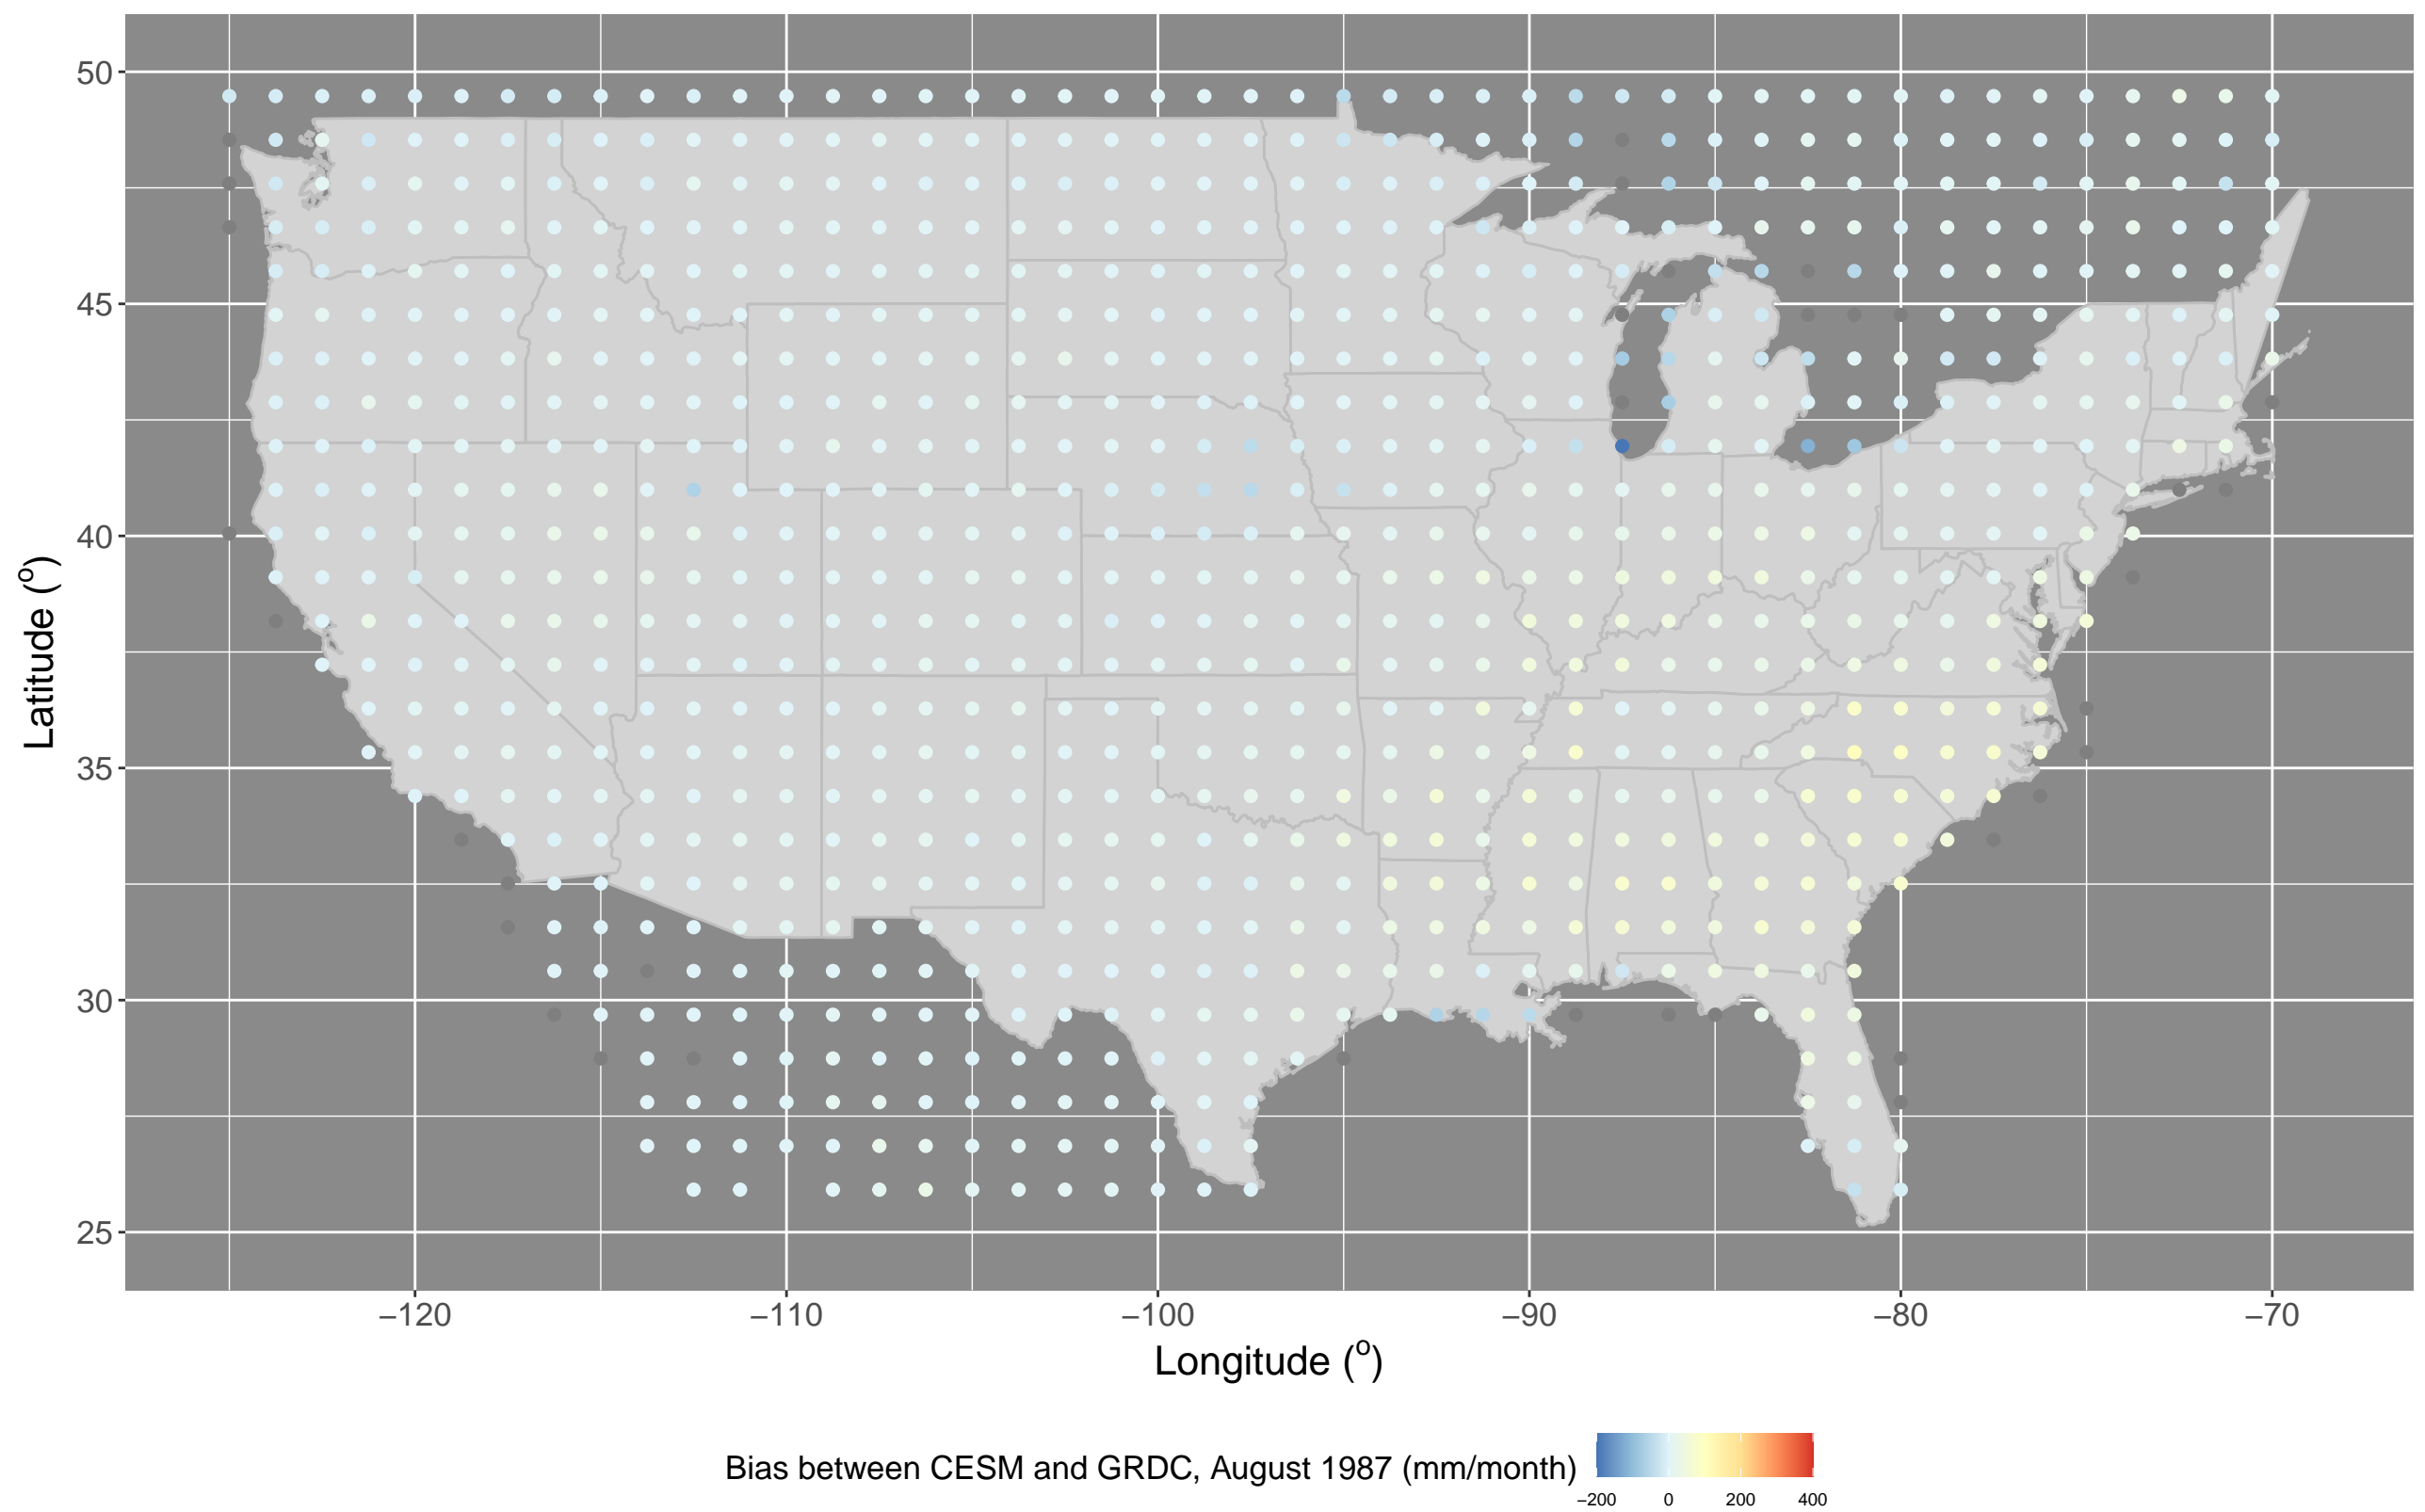 50
45
40
35
30
25
Latitude (o)
−120 −110 −100 −90 −80 −70
Longitude (o)
Bias between CESM and GRDC, August 1987 (mm/month)
−200 0 200 400